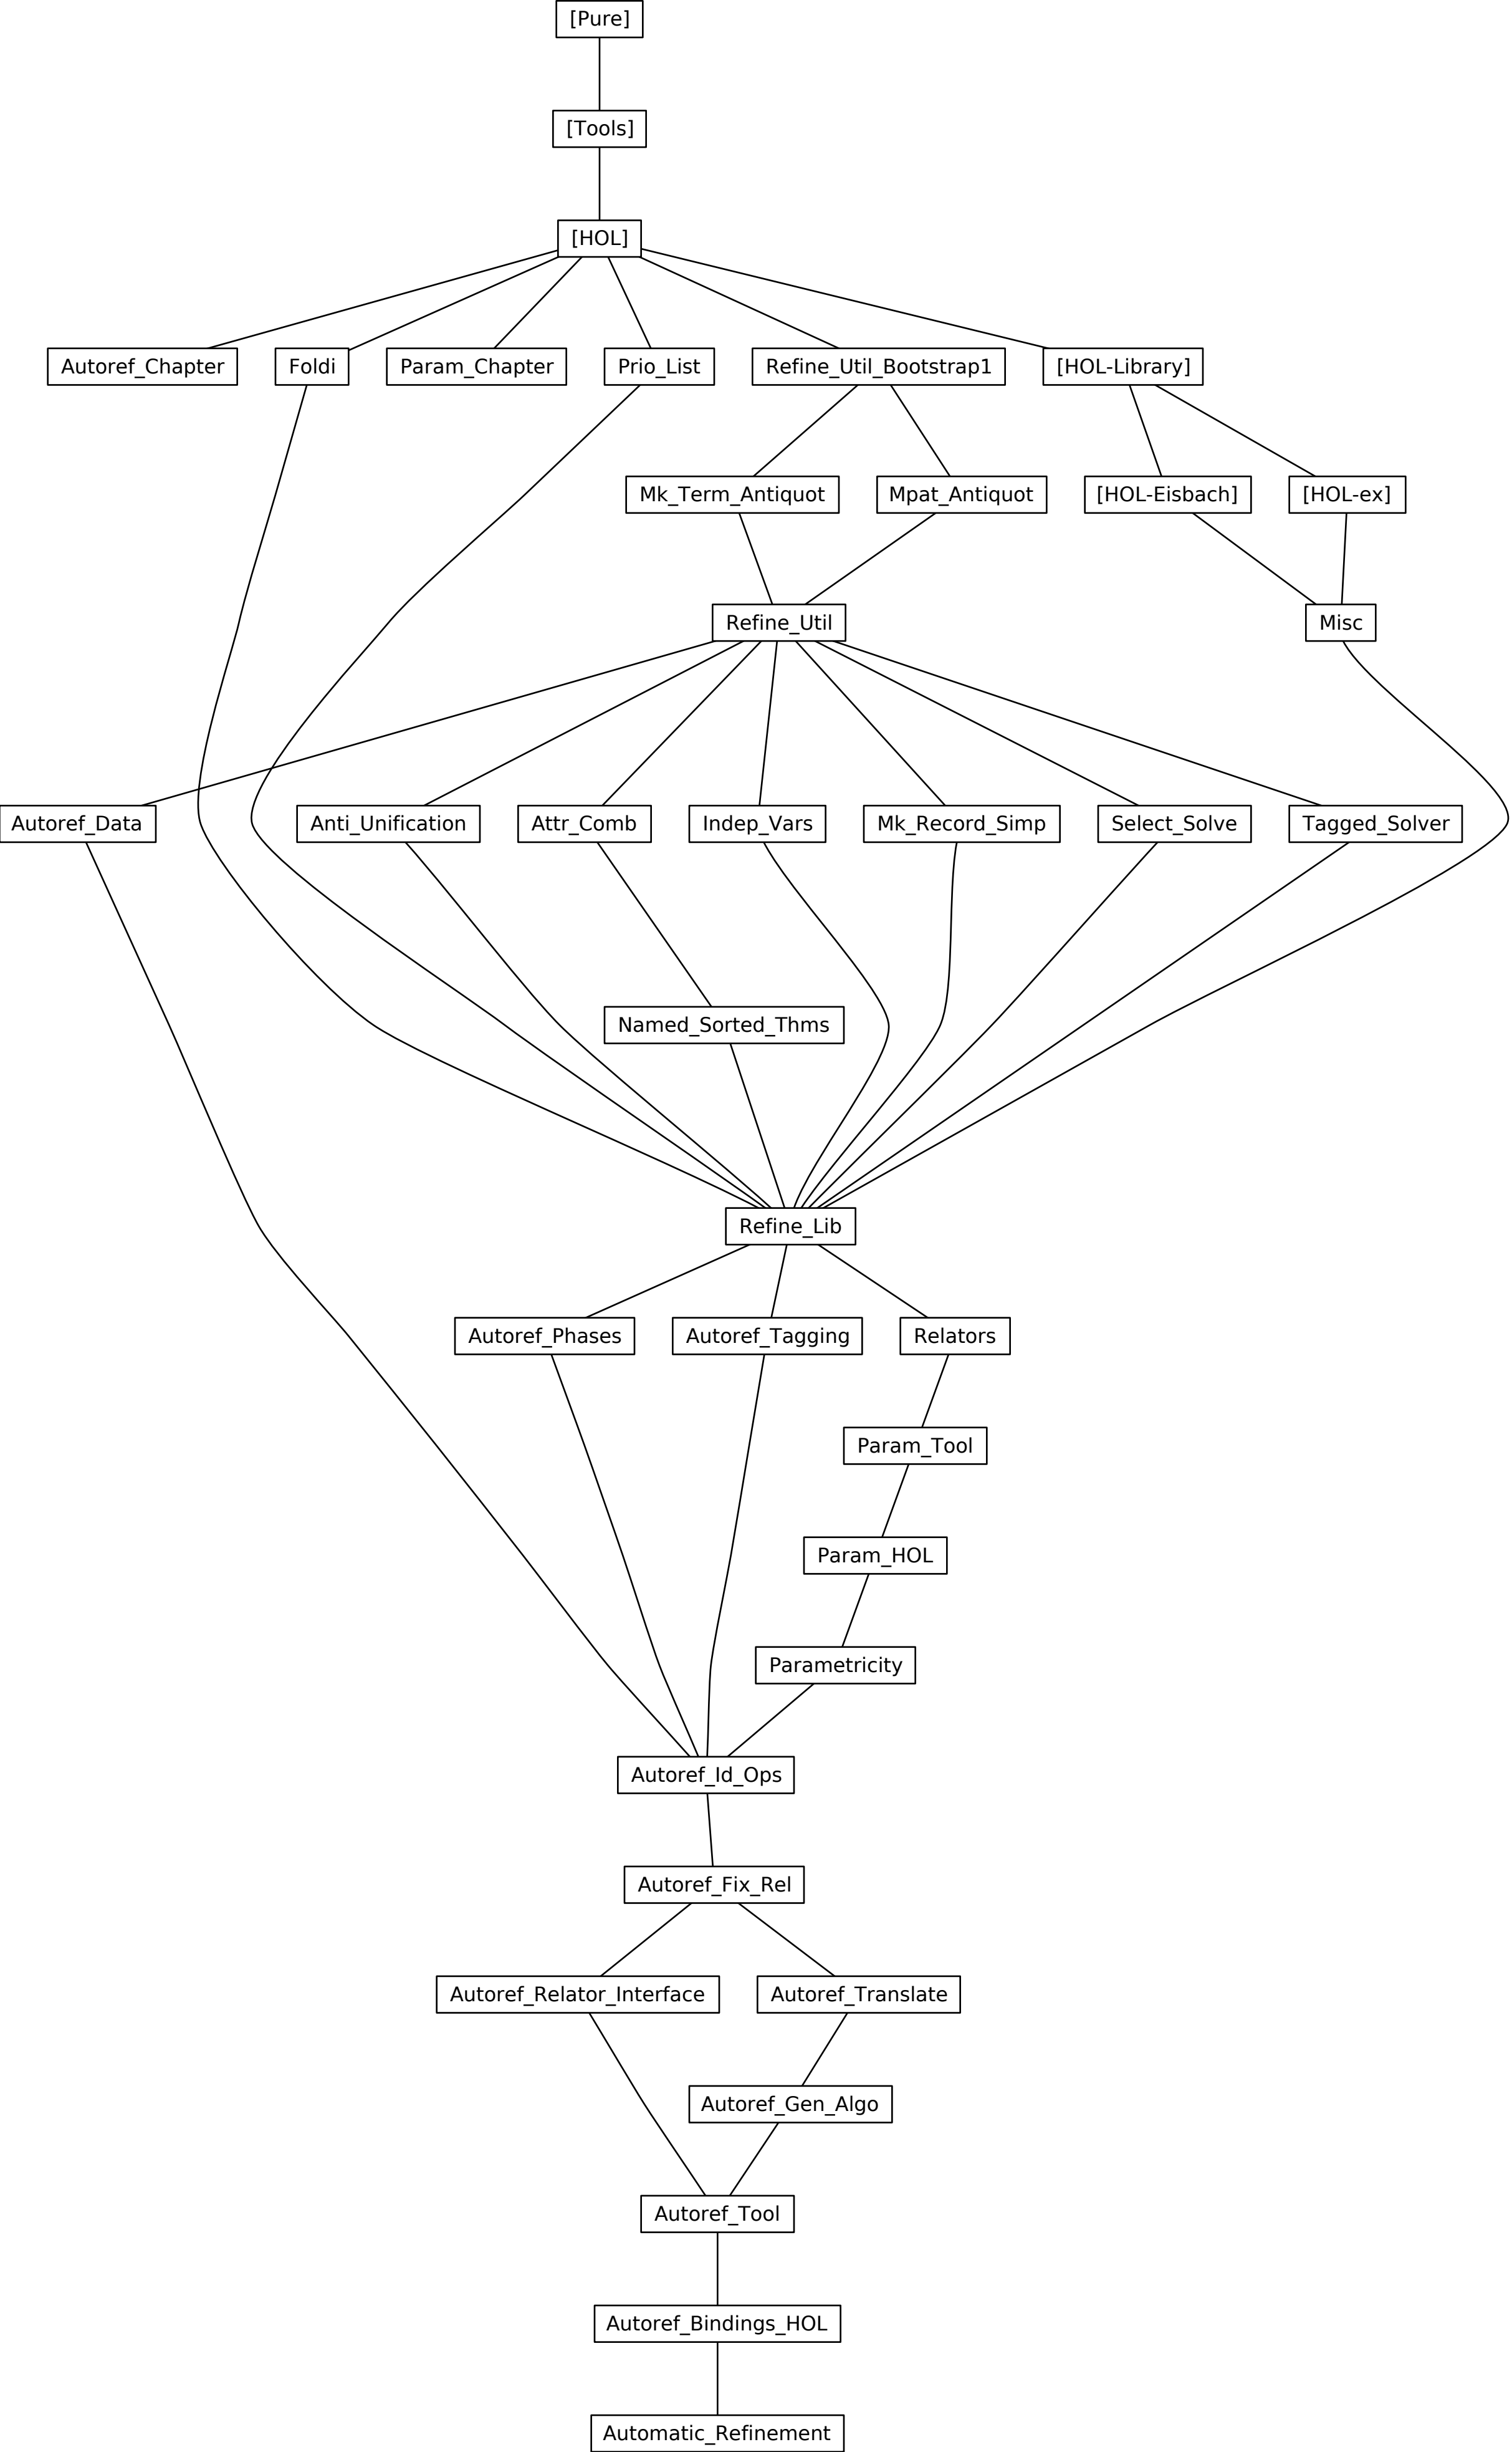 [Pure]
[Tools]
[HOL]
Autoref_Chapter
Foldi
Param_Chapter
Prio_List
Refine_Util_Bootstrap1
[HOL-Library]
Mk_Term_Antiquot
Mpat_Antiquot
[HOL-Eisbach]
[HOL-ex]
Refine_Util
Misc
Autoref_Data
Anti_Unification
Attr_Comb
Indep_Vars
Mk_Record_Simp
Select_Solve
Tagged_Solver
Named_Sorted_Thms
Refine_Lib
Autoref_Phases
Autoref_Tagging
Relators
Param_Tool
Param_HOL
Parametricity
Autoref_Id_Ops
Autoref_Fix_Rel
Autoref_Relator_Interface
Autoref_Translate
Autoref_Gen_Algo
Autoref_Tool
Autoref_Bindings_HOL
Automatic_Refinement